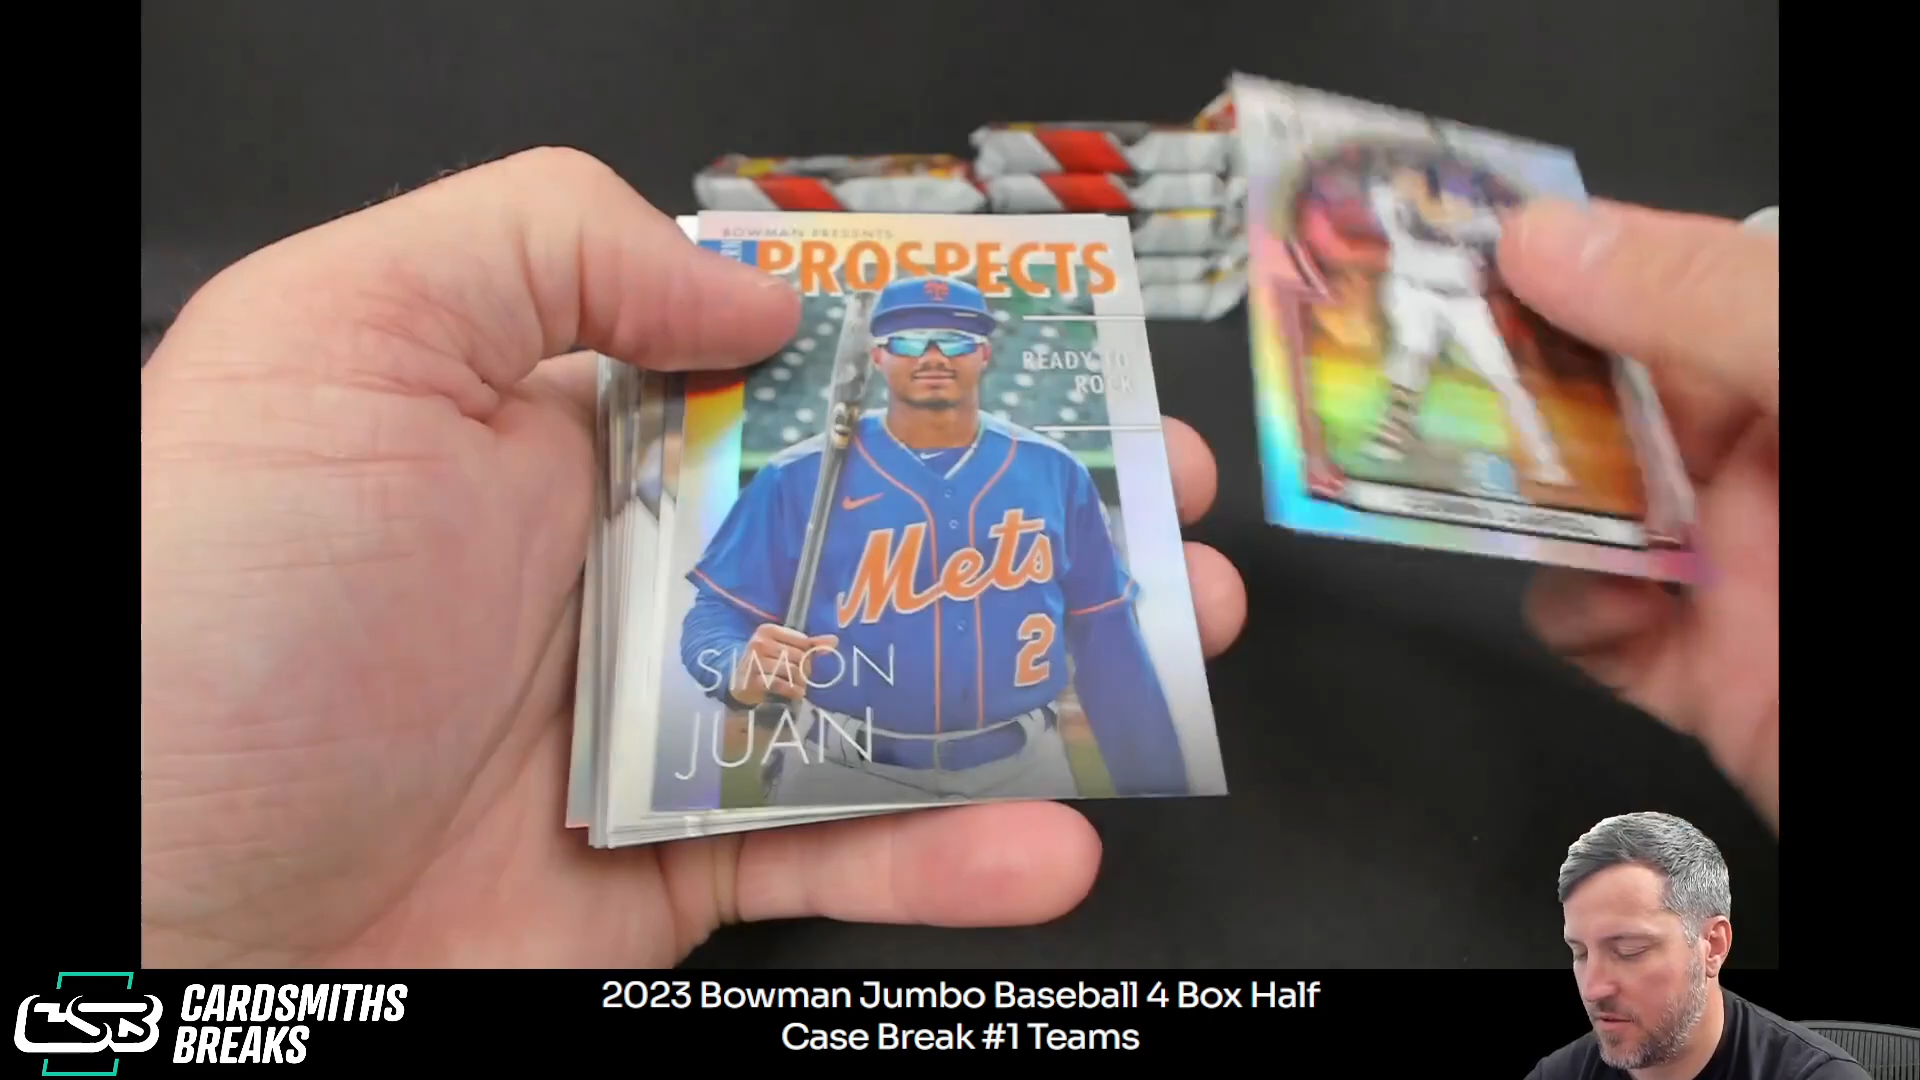 BOWMAN PRESENTS
PROSPECTS
READY TO
ROCK
Mets
2
SIMON
JUAN
CSB
CARDSMITHS
BREAKS
2023 Bowman Jumbo Baseball 4 Box Half
Case Break #1 Teams